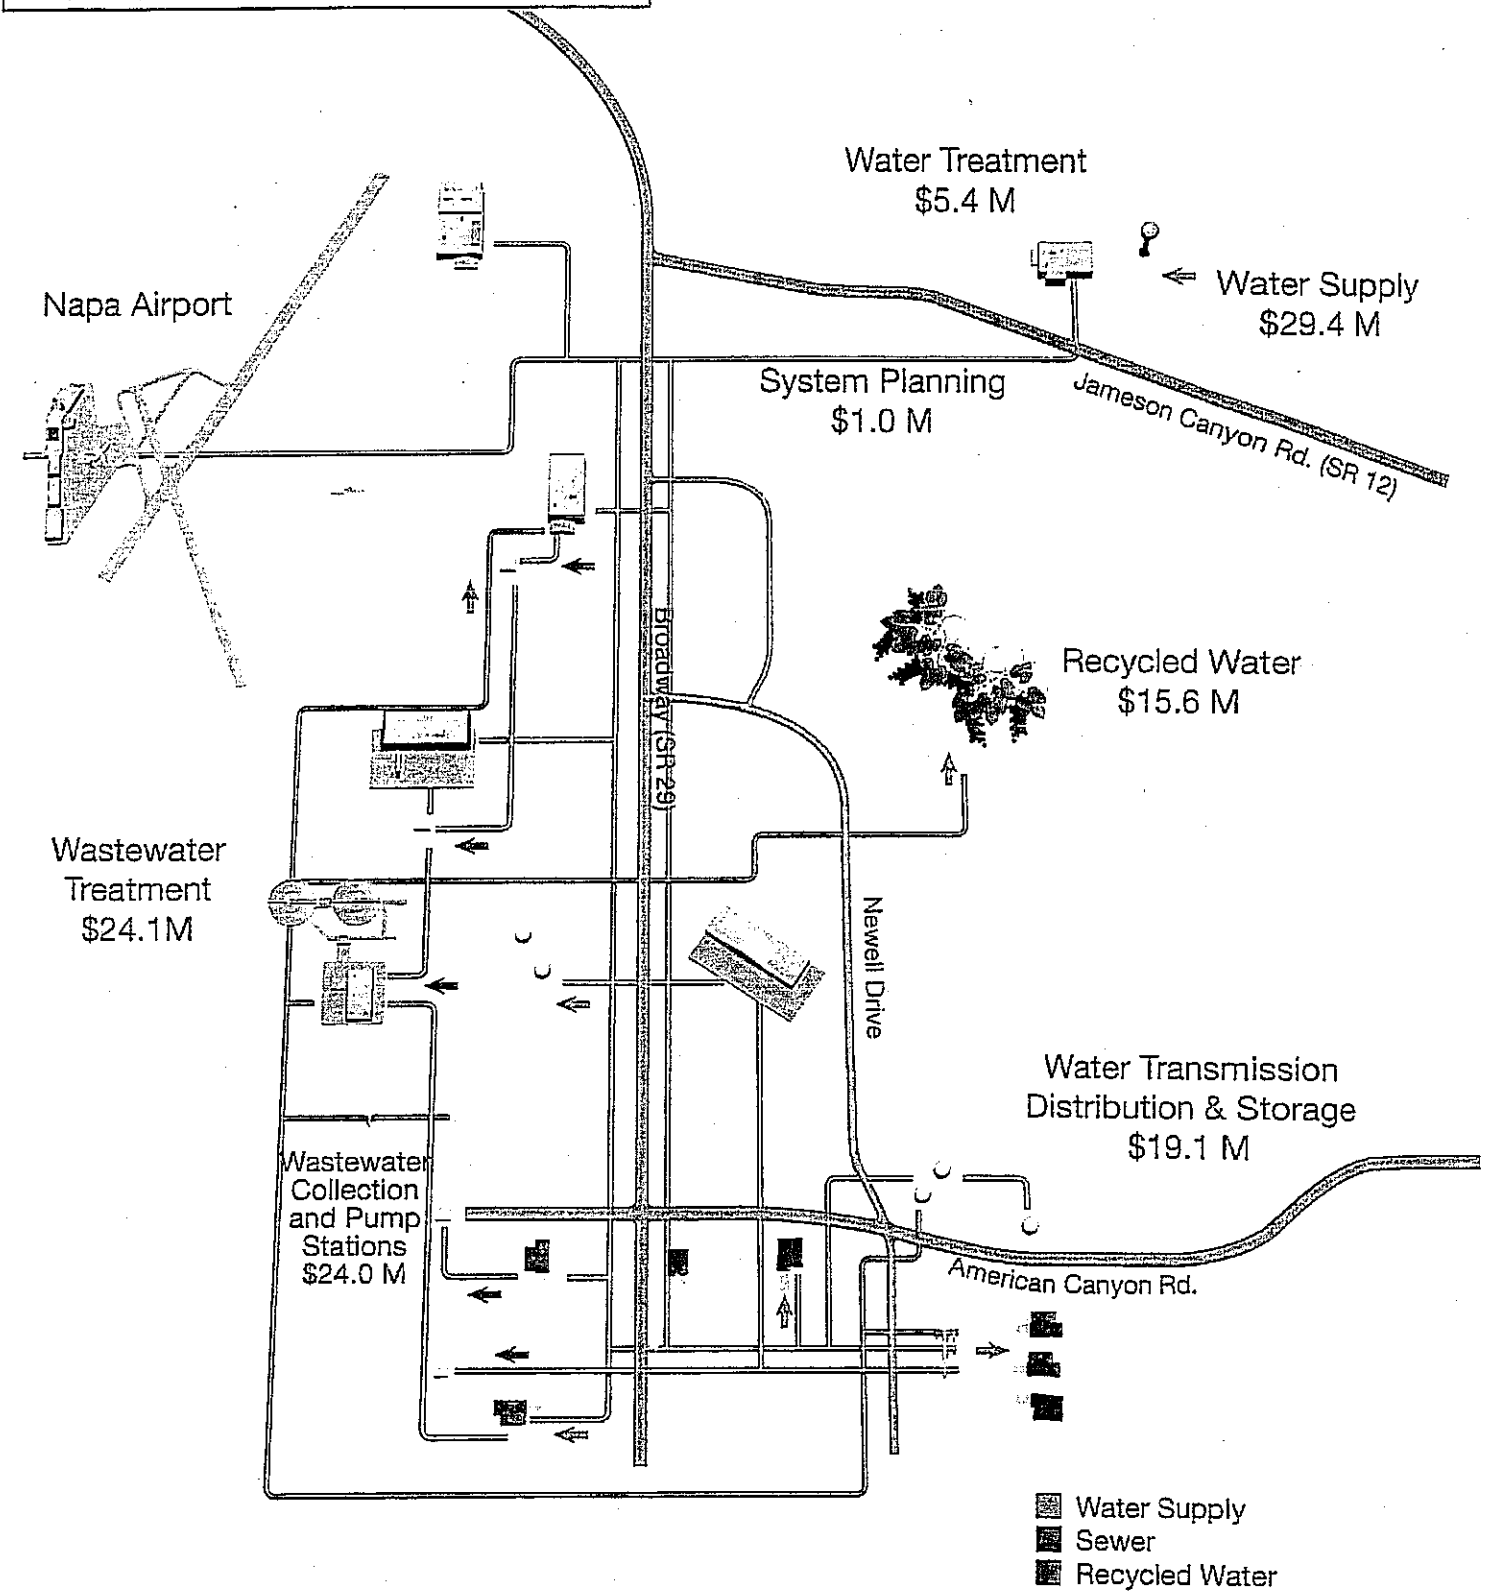 Water Treatment
$5.4 M
Napa Airport
Water Supply
$29.4 M
System Planning
$1.0 M
Jameson Canyon Rd. (SR 12)
Broadway (SR 29)
Recycled Water
$15.6 M
Wastewater
Treatment
$24.1M
Newell Drive
Water Transmission
Distribution & Storage
$19.1 M
Wastewater
Collection
and Pump
Stations
$24.0 M
American Canyon Rd.
Water Supply
Sewer
Recycled Water